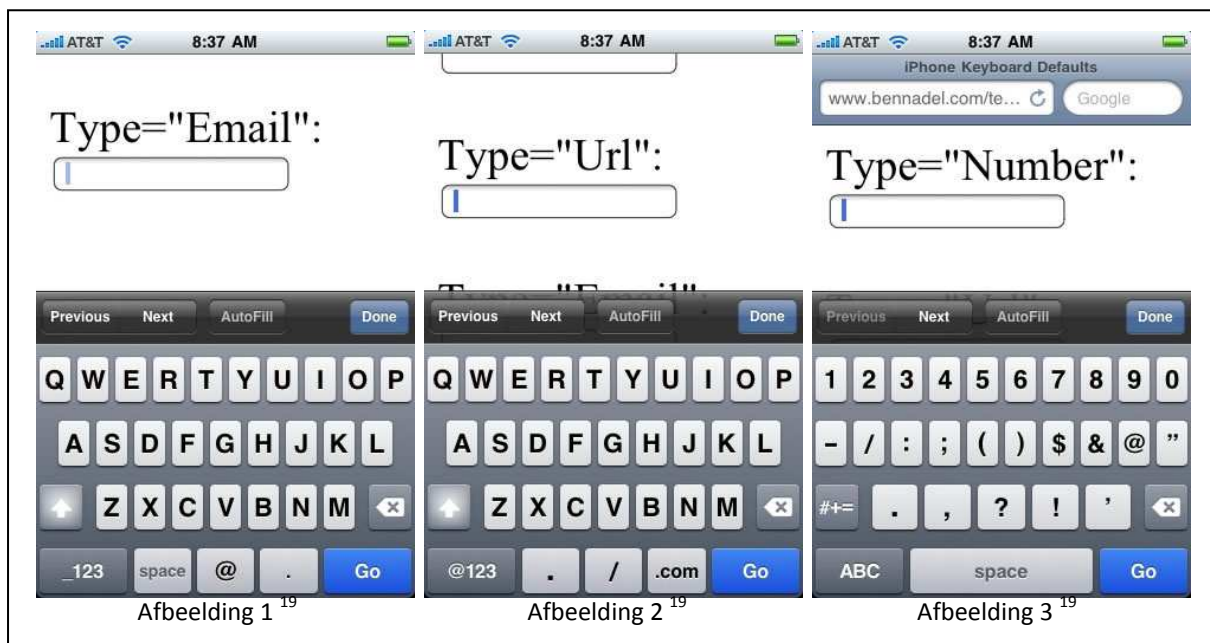 AT&T 8:37 AM
Type="Email":
Previous Next AutoFill Done
Q W E R T Y U I O P
A S D F G H J K L
Z X C V B N M
_123 space @ . Go
Afbeelding 1 19
AT&T 8:37 AM
Type="Url":
Type="Email":
Previous Next AutoFill Done
Q W E R T Y U I O P
A S D F G H J K L
Z X C V B N M
@123 . / .com Go
Afbeelding 2 19
AT&T 8:37 AM
iPhone Keyboard Defaults
www.bennadel.com/te... Google
Type="Number":
Previous Next AutoFill Done
1 2 3 4 5 6 7 8 9 0
- / : ; ( ) $ & @ "
#+= . , ? ! '
ABC space Go
Afbeelding 3 19